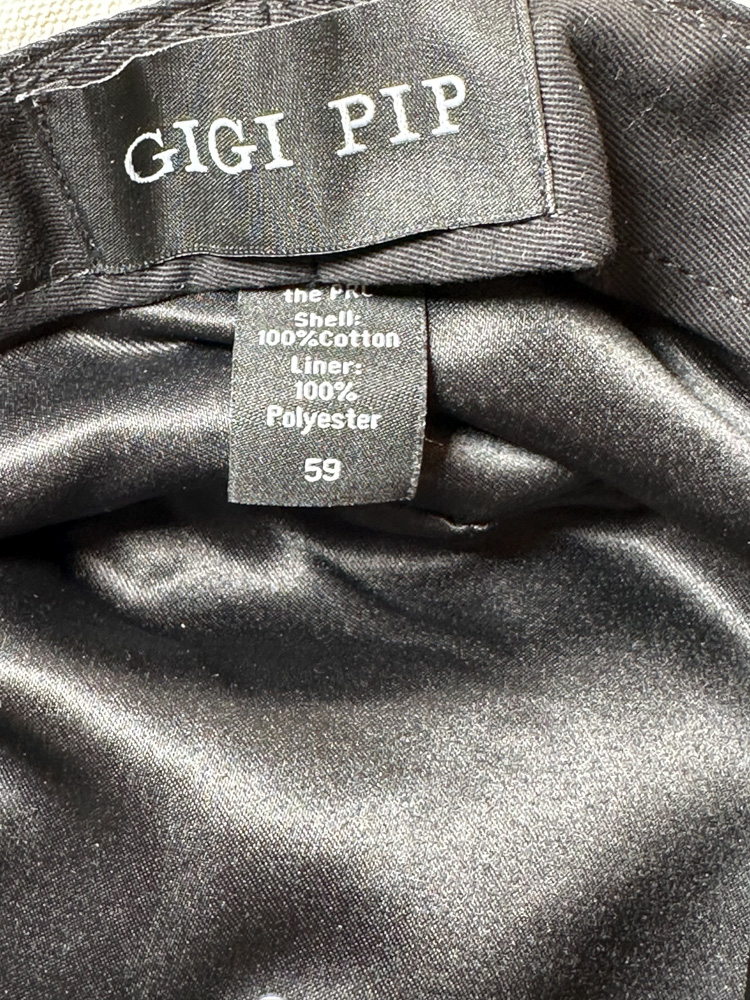 GIGI PIP
the PRC
Shell:
100%Cotton
Liner:
100%
Polyester
59